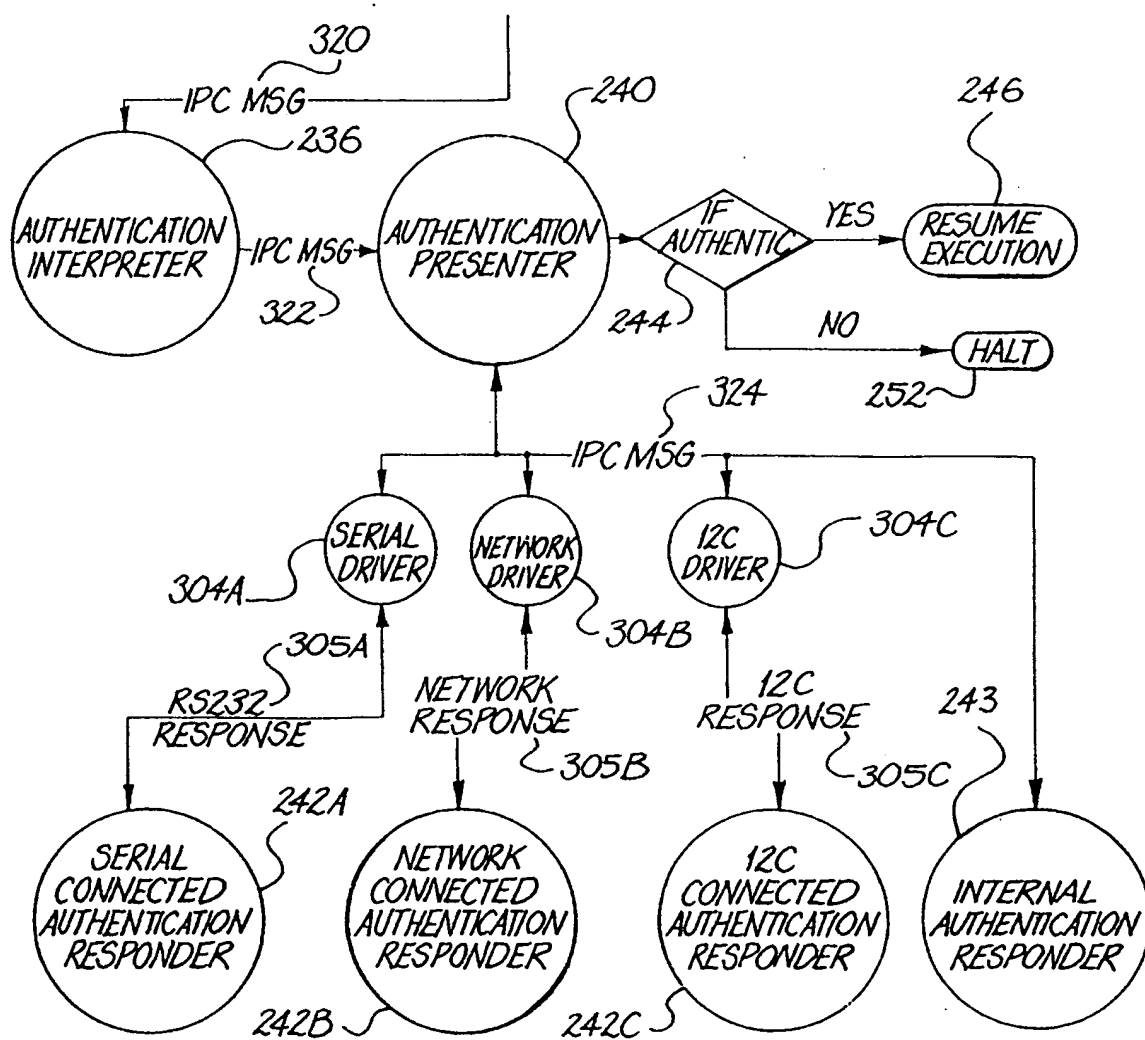 320
IPC MSG
236
240
246
AUTHENTICATION
INTERPRETER
IPC MSG
322
AUTHENTICATION
PRESENTER
IF
AUTHENTIC
244
YES
RESUME
EXECUTION
NO
HALT
252
324
IPC MSG
SERIAL
DRIVER
304A
NETWORK
DRIVER
304B
12C
DRIVER
304C
305A
RS232
RESPONSE
NETWORK
RESPONSE
305B
12C
RESPONSE
305C
243
242A
SERIAL
CONNECTED
AUTHENTICATION
RESPONDER
NETWORK
CONNECTED
AUTHENTICATION
RESPONDER
242B
12C
CONNECTED
AUTHENTICATION
RESPONDER
242C
INTERNAL
AUTHENTICATION
RESPONDER